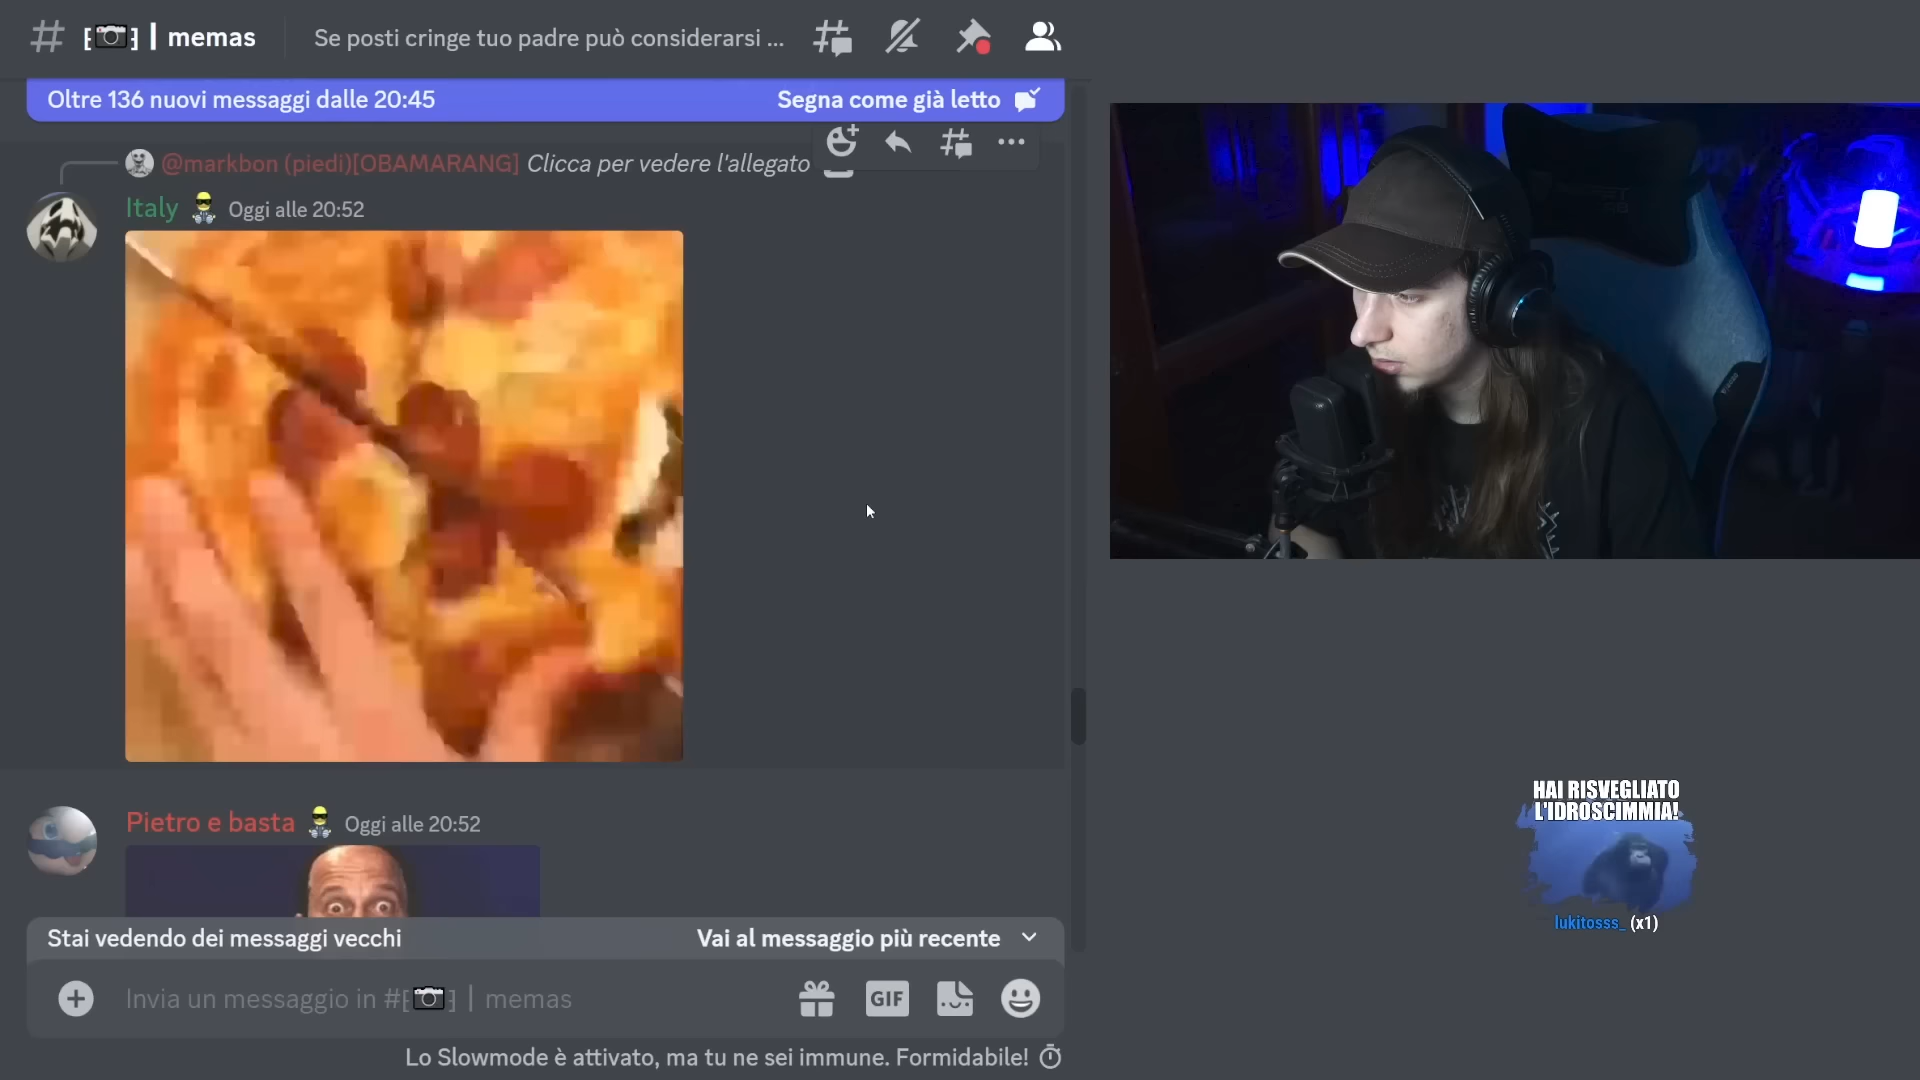 [📷] | memas
Se posti cringe tuo padre può considerarsi ...
Oltre 136 nuovi messaggi dalle 20:45
Segna come già letto
@markbon (piedi)[OBAMARANG] Clicca per vedere l'allegato
Italy Oggi alle 20:52
Pietro e basta Oggi alle 20:52
Stai vedendo dei messaggi vecchi
Vai al messaggio più recente
Invia un messaggio in #[📷] | memas
GIF
Lo Slowmode è attivato, ma tu ne sei immune. Formidabile!
HAI RISVEGLIATO
L'IDROSCIMMIA!
lukitosss_ (x1)